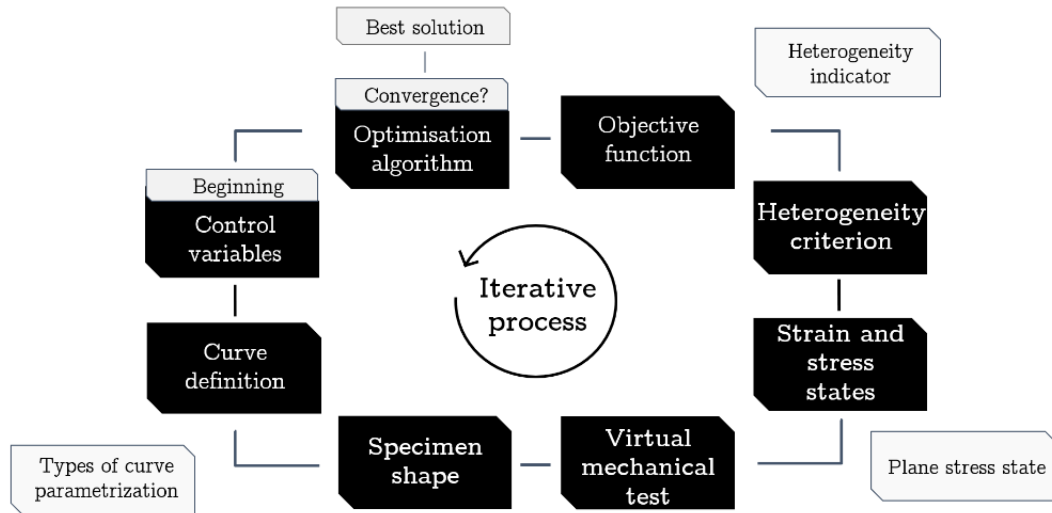 Best solution
Convergence?
Optimisation
algorithm
Objective
function
Heterogeneity
indicator
Beginning
Control
variables
Heterogeneity
criterion
Iterative
process
Curve
definition
Strain and
stress
states
Types of curve
parametrization
Specimen
shape
Virtual
mechanical
test
Plane stress state